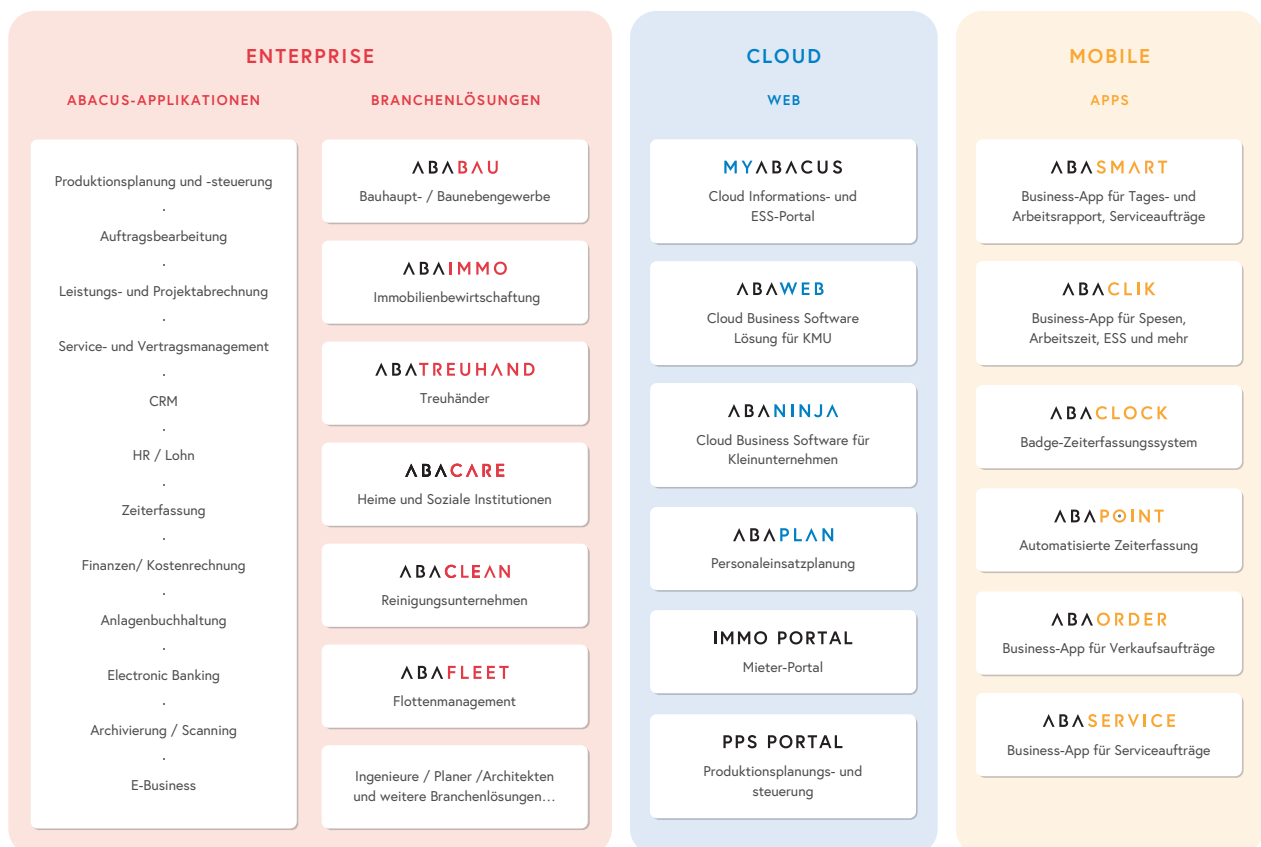 ENTERPRISE
ABACUS-APPLIKATIONEN
Produktionsplanung und -steuerung
·
Auftragsbearbeitung
·
Leistungs- und Projektabrechnung
·
Service- und Vertragsmanagement
·
CRM
·
HR / Lohn
·
Zeiterfassung
·
Finanzen/ Kostenrechnung
·
Anlagenbuchhaltung
·
Electronic Banking
·
Archivierung / Scanning
·
E-Business
BRANCHENLÖSUNGEN
ABABAU
Bauhaupt- / Baunebengewerbe
ABAIMMO
Immobilienbewirtschaftung
ABATREUHAND
Treuhänder
ABACARE
Heime und Soziale Institutionen
ABACLEAN
Reinigungsunternehmen
ABAFLEET
Flottenmanagement
Ingenieure / Planer /Architekten
und weitere Branchenlösungen...
CLOUD
WEB
MYABACUS
Cloud Informations- und
ESS-Portal
ABAWEB
Cloud Business Software
Lösung für KMU
ABANINJA
Cloud Business Software für
Kleinunternehmen
ABAPLAN
Personaleinsatzplanung
IMMO PORTAL
Mieter-Portal
PPS PORTAL
Produktionsplanungs- und
steuerung
MOBILE
APPS
ABASMART
Business-App für Tages- und
Arbeitsrapport, Serviceaufträge
ABACLIK
Business-App für Spesen,
Arbeitszeit, ESS und mehr
ABACLOCK
Badge-Zeiterfassungssystem
ABAPOINT
Automatisierte Zeiterfassung
ABAORDER
Business-App für Verkaufsaufträge
ABASERVICE
Business-App für Serviceaufträge